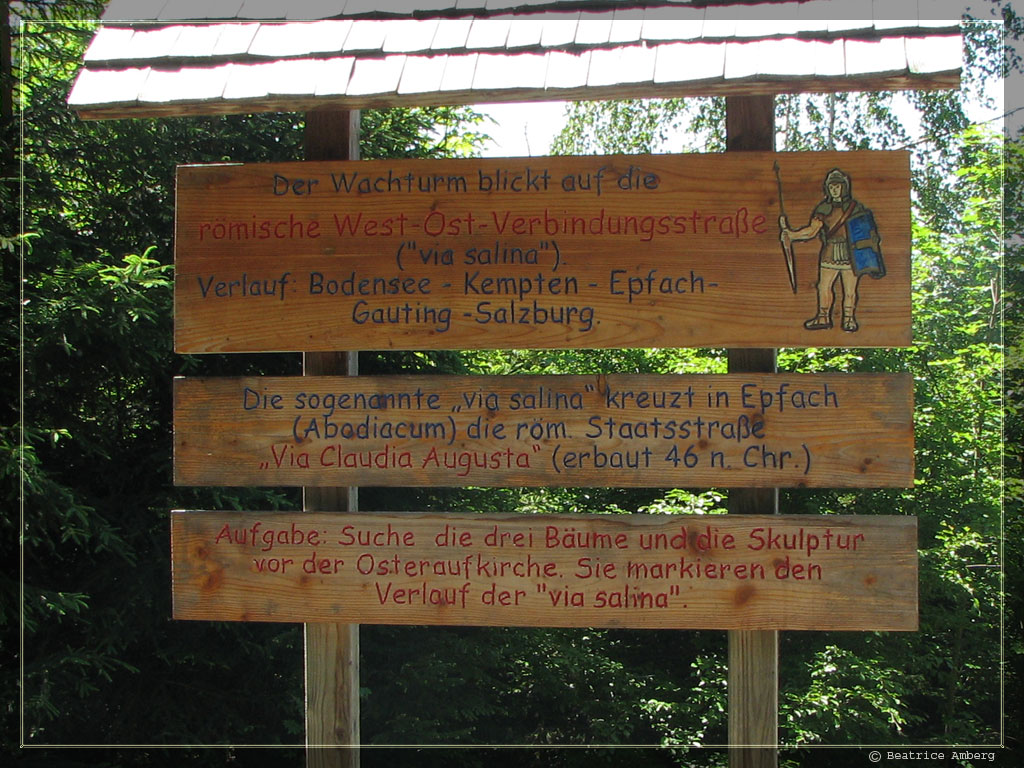 Der Wachturm blickt auf die
römische West-Ost-Verbindungsstraße
("via salina").
Verlauf: Bodensee - Kempten - Epfach-
Gauting -Salzburg.
Die sogenannte „via salina“ kreuzt in Epfach
(Abodiacum) die röm. Staatsstraße
„Via Claudia Augusta“ (erbaut 46 n. Chr.)
Aufgabe: Suche die drei Bäume und die Skulptur
vor der Osteraufkirche. Sie markieren den
Verlauf der "via salina".
© Beatrice Amberg